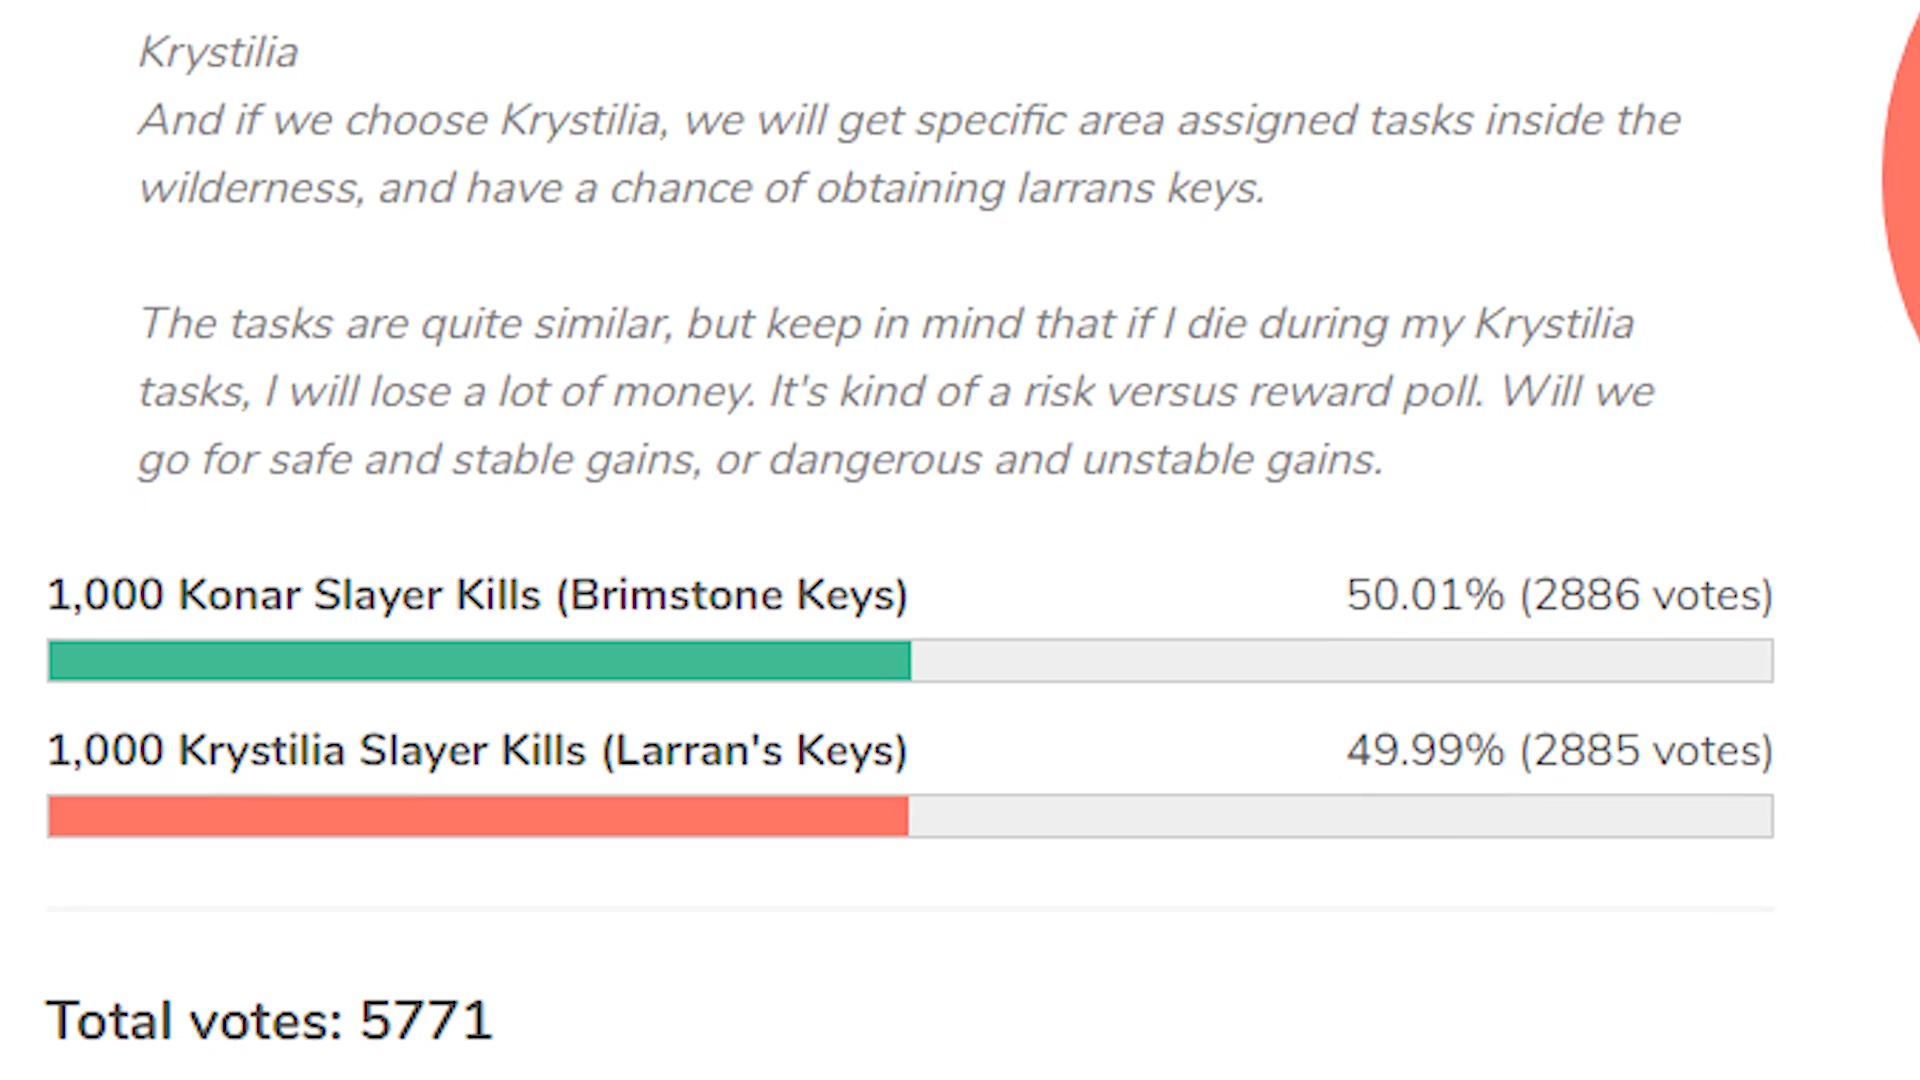 Krystilia
And if we choose Krystilia, we will get specific area assigned tasks inside the
wilderness, and have a chance of obtaining larrans keys.
The tasks are quite similar, but keep in mind that if I die during my Krystilia
tasks, I will lose a lot of money. It's kind of a risk versus reward poll. Will we
go for safe and stable gains, or dangerous and unstable gains.
1,000 Konar Slayer Kills (Brimstone Keys) 50.01% (2886 votes)
1,000 Krystilia Slayer Kills (Larran's Keys) 49.99% (2885 votes)
Total votes: 5771